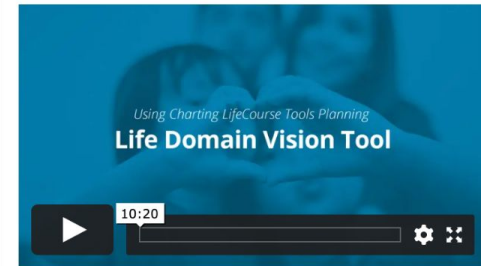 Using Charting LifeCourse Tools Planning
Life Domain Vision Tool
10:20